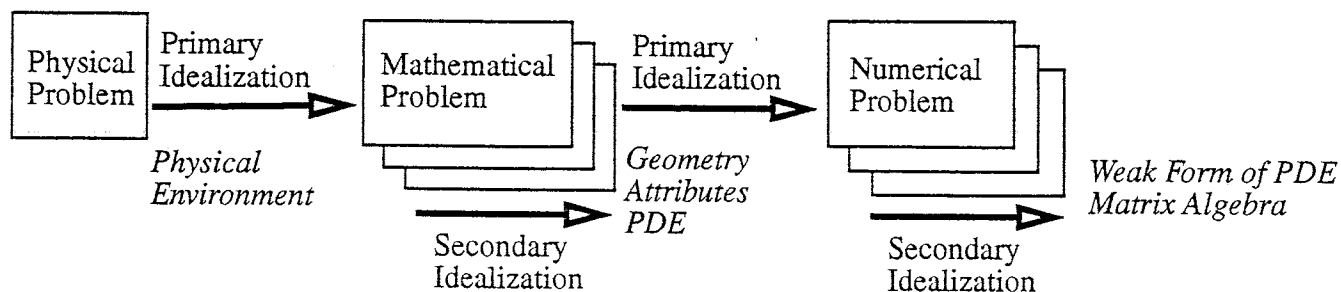 Physical
Problem
Primary
Idealization
Physical
Environment
Mathematical
Problem
Secondary
Idealization
Primary
Idealization
Geometry
Attributes
PDE
Numerical
Problem
Secondary
Idealization
Weak Form of PDE
Matrix Algebra